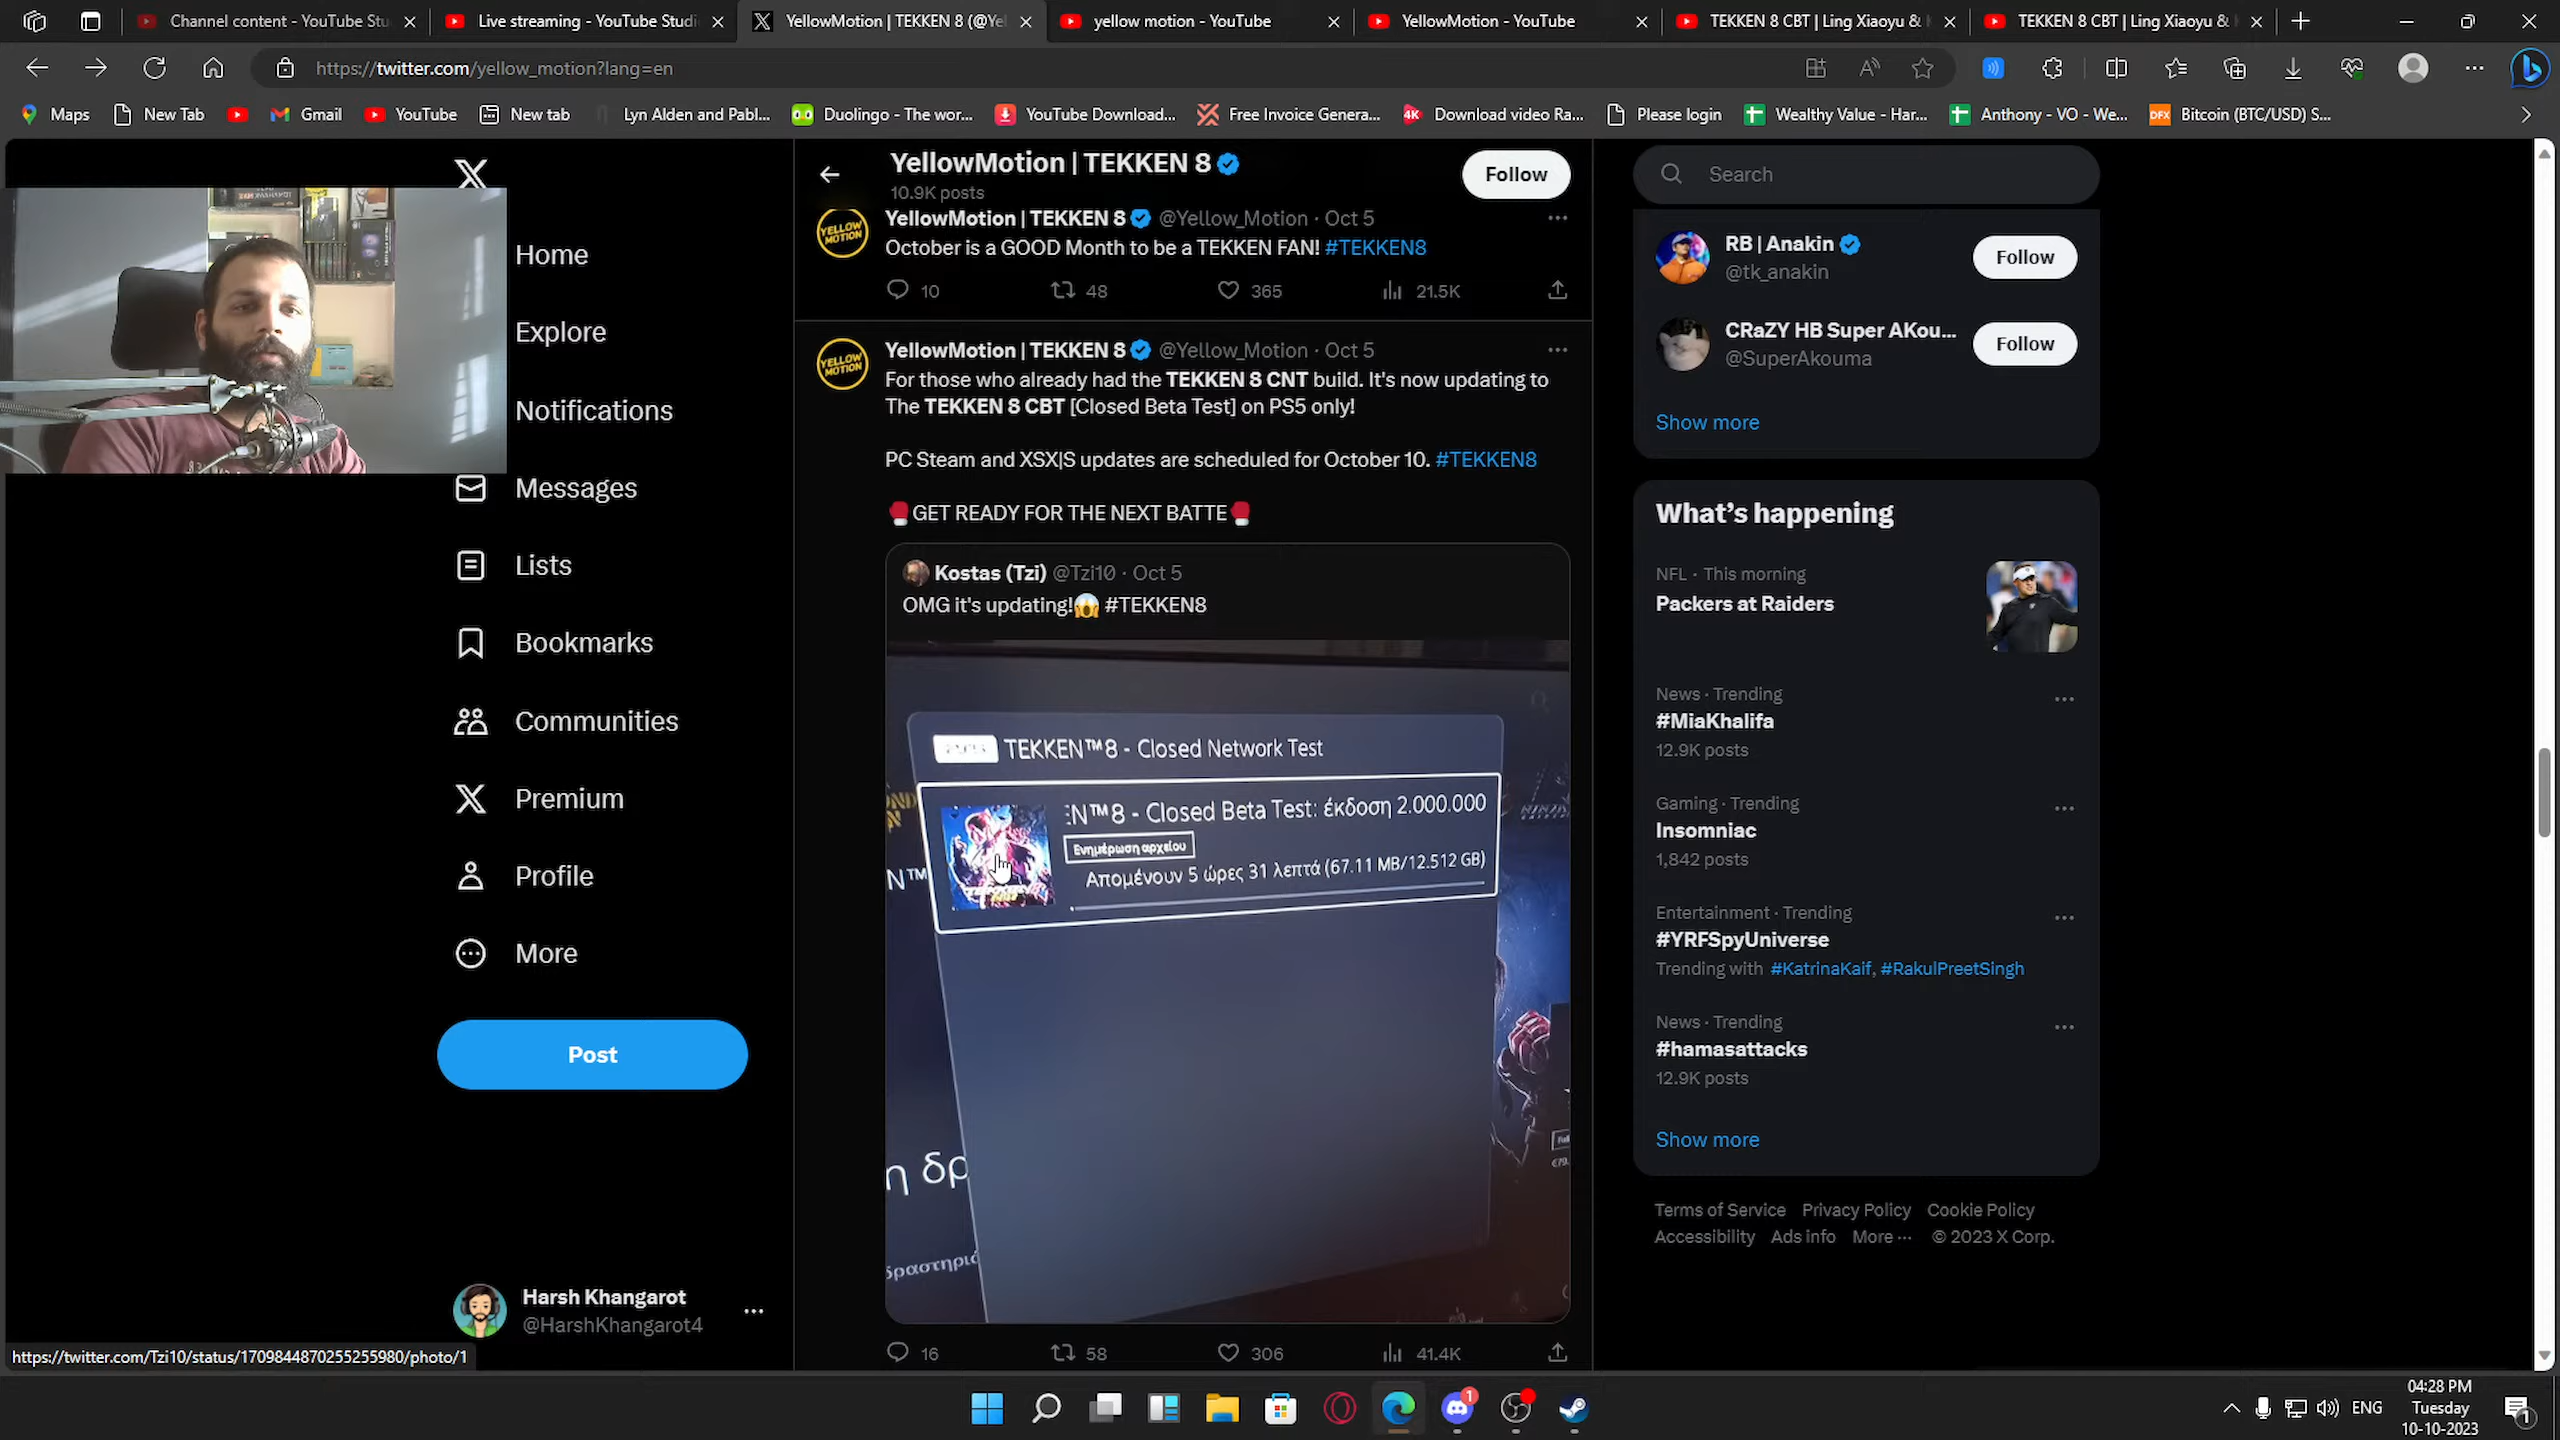 Channel content - YouTube Stu
Live streaming - YouTube Studi
YellowMotion | TEKKEN 8 (@Yel
yellow motion - YouTube
YellowMotion - YouTube
TEKKEN 8 CBT | Ling Xiaoyu &
TEKKEN 8 CBT | Ling Xiaoyu &
https://twitter.com/yellow_motion?lang=en
Maps
New Tab
Gmail
YouTube
New tab
Lyn Alden and Pabl...
Duolingo - The wor...
YouTube Download...
Free Invoice Genera...
4K
Download video Ra...
Please login
Wealthy Value - Har...
Anthony - VO - We...
DFX
Bitcoin (BTC/USD) S...
Home
Explore
Notifications
Messages
Lists
Bookmarks
Communities
Premium
Profile
More
Post
Harsh Khangarot
@HarshKhangarot4
https://twitter.com/Tzi10/status/1709844870255255980/photo/1
YellowMotion | TEKKEN 8
10.9K posts
Follow
YELLOW MOTION
YellowMotion | TEKKEN 8 @Yellow_Motion · Oct 5
October is a GOOD Month to be a TEKKEN FAN! #TEKKEN8
10 48 365 21.5K
YELLOW MOTION
YellowMotion | TEKKEN 8 @Yellow_Motion · Oct 5
For those who already had the TEKKEN 8 CNT build. It's now updating to
The TEKKEN 8 CBT [Closed Beta Test] on PS5 only!
PC Steam and XSX|S updates are scheduled for October 10. #TEKKEN8
🥊GET READY FOR THE NEXT BATTE🥊
Kostas (Tzi) @Tzi10 · Oct 5
OMG it's updating!😱 #TEKKEN8
TEKKEN™8 - Closed Network Test
N™8 - Closed Beta Test: έκδοση 2.000.000
Ενημέρωση αρχείου
Απομένουν 5 ώρες 31 λεπτά (67.11 MB/12.512 GB)
N™
η δρ
δραστηριό
16 58 306 41.4K
Search
RB | Anakin
@tk_anakin
Follow
CRaZY HB Super AKou...
@SuperAkouma
Follow
Show more
What's happening
NFL · This morning
Packers at Raiders
News · Trending
#MiaKhalifa
12.9K posts
Gaming · Trending
Insomniac
1,842 posts
Entertainment · Trending
#YRFSpyUniverse
Trending with #KatrinaKaif, #RakulPreetSingh
News · Trending
#hamasattacks
12.9K posts
Show more
Terms of Service Privacy Policy Cookie Policy
Accessibility Ads info More ··· © 2023 X Corp.
1
ENG
04:28 PM
Tuesday
10-10-2023
1